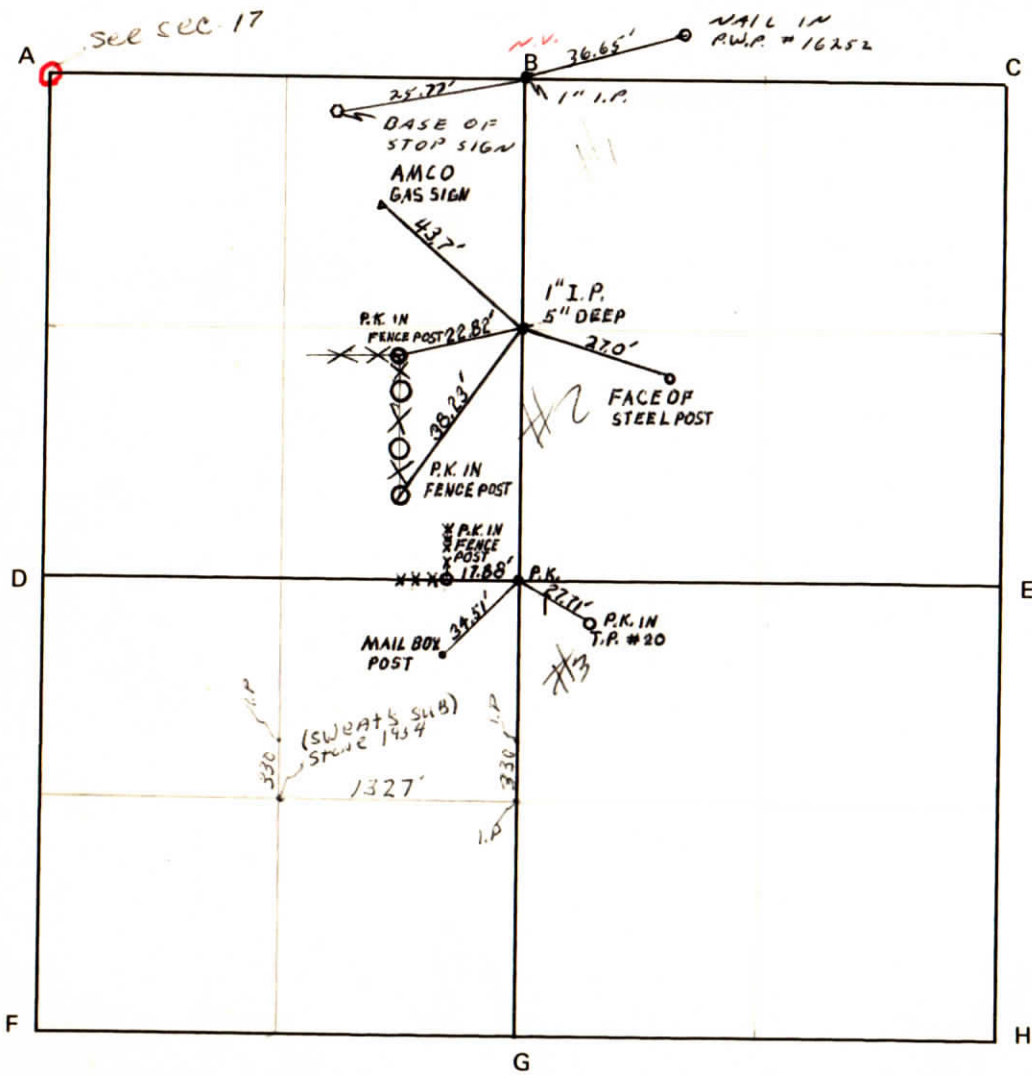 see sec. 17
A
N.V.
B
C
36.65'
NAIL IN
P.W.P. # 16252
25.77'
1" I.P.
BASE OF
STOP SIGN
#1
AMCO
GAS SIGN
43.7'
1" I.P.
5" DEEP
P.K. IN
FENCE POST
22.82'
27.0'
38.23'
FACE OF
STEEL POST
#2
P.K. IN
FENCE POST
P.K. IN
FENCE
POST
D
17.88'
P.K.
E
27.71'
34.51'
P.K. IN
T.P. #20
MAIL BOX
POST
#3
I.P
(Sweats Sub)
Stone 1954
I.P
330
330
1327'
I.P
F
G
H